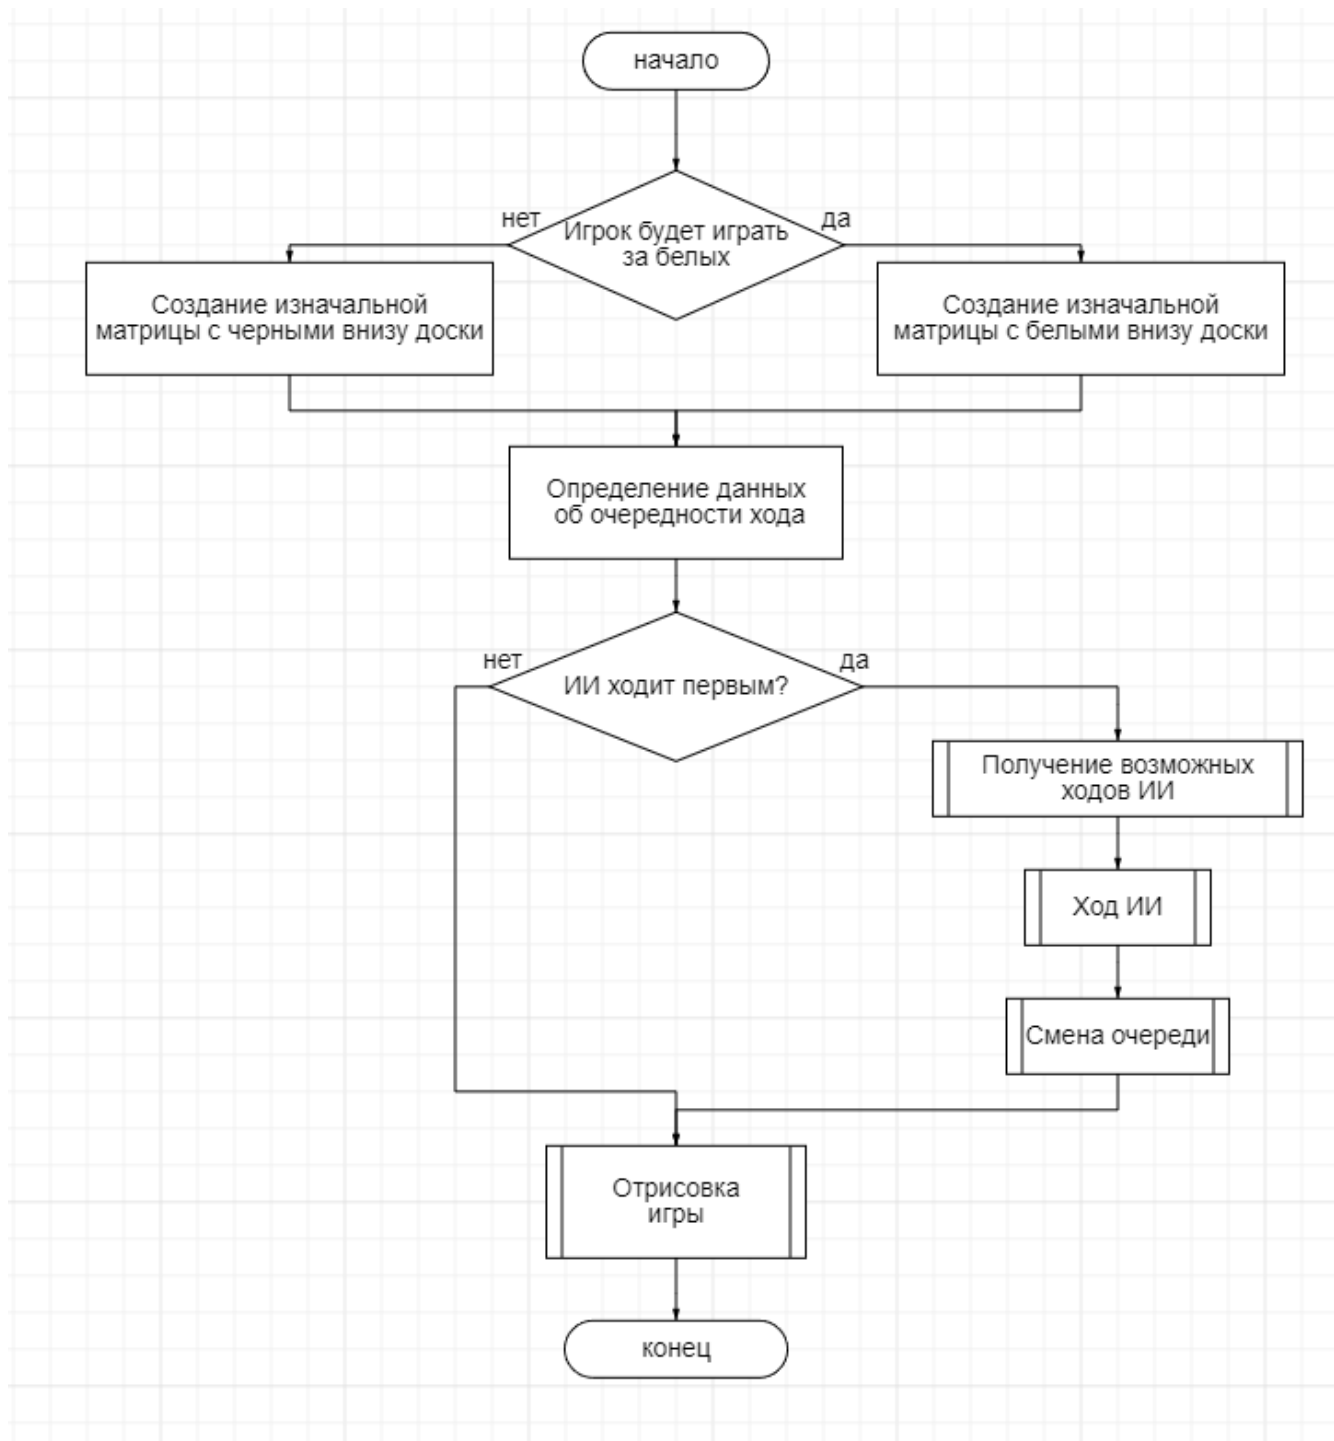 начало
нет
да
Игрок будет играть
за белых
Создание изначальной
матрицы с черными внизу доски
Создание изначальной
матрицы с белыми внизу доски
Определение данных
об очередности хода
нет
да
ИИ ходит первым?
Получение возможных
ходов ИИ
Ход ИИ
Смена очереди
Отрисовка
игры
конец